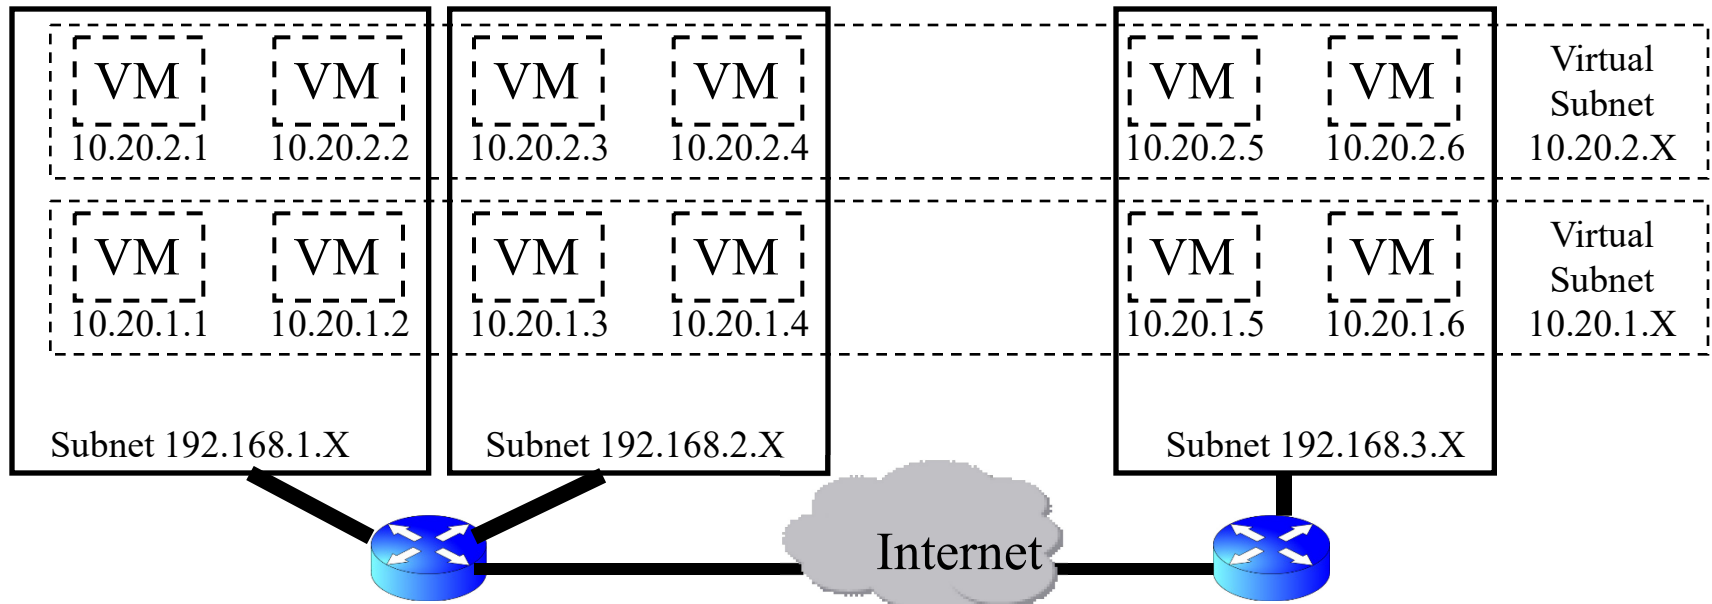 VM VM VM VM VM VM Virtual
Subnet
10.20.2.1 10.20.2.2 10.20.2.3 10.20.2.4 10.20.2.5 10.20.2.6 10.20.2.X
VM VM VM VM VM VM Virtual
Subnet
10.20.1.1 10.20.1.2 10.20.1.3 10.20.1.4 10.20.1.5 10.20.1.6 10.20.1.X
Subnet 192.168.1.X Subnet 192.168.2.X Subnet 192.168.3.X
Internet